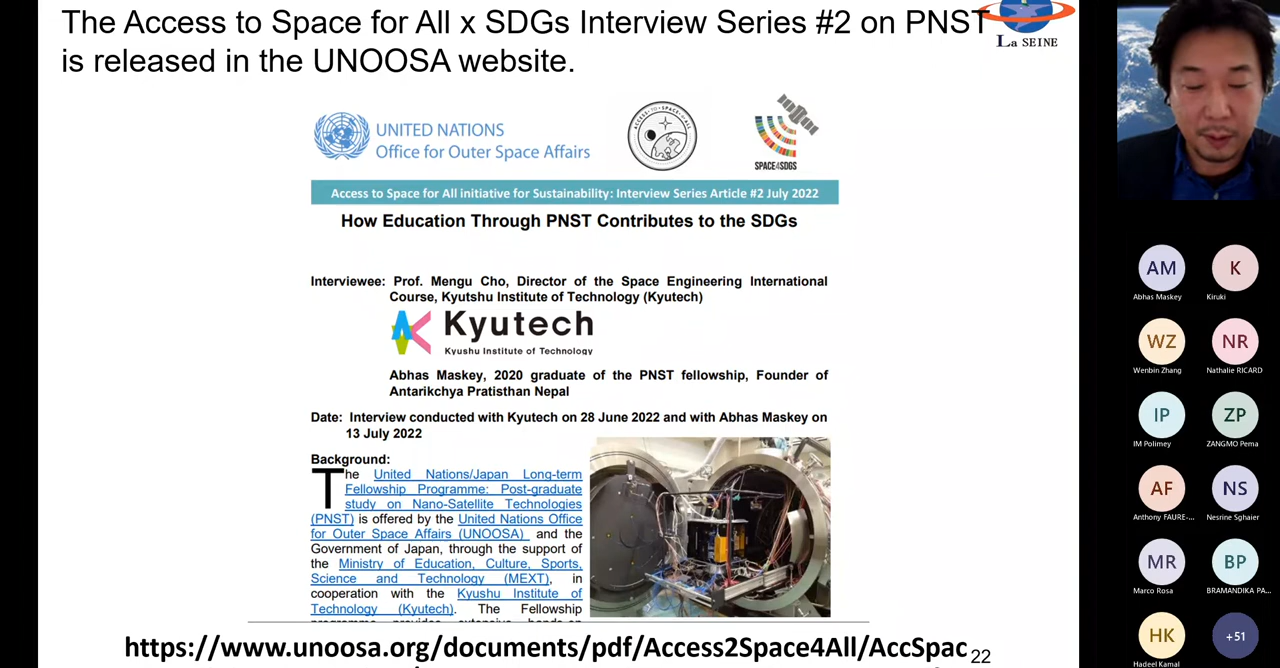 The Access to Space for All x SDGs Interview Series #2 on PNST
is released in the UNOOSA website.
La SEINE
UNITED NATIONS
Office for Outer Space Affairs
ACCESS TO SPACE for ALL
SPACE4SDGS
Access to Space for All initiative for Sustainability: Interview Series Article #2 July 2022
How Education Through PNST Contributes to the SDGs
Interviewee: Prof. Mengu Cho, Director of the Space Engineering International
Course, Kyutshu Institute of Technology (Kyutech)
Kyutech
Kyushu Institute of Technology
Abhas Maskey, 2020 graduate of the PNST fellowship, Founder of
Antarikchya Pratisthan Nepal
Date: Interview conducted with Kyutech on 28 June 2022 and with Abhas Maskey on
13 July 2022
Background:
The United Nations/Japan Long-term
Fellowship Programme: Post-graduate
study on Nano-Satellite Technologies
(PNST) is offered by the United Nations Office
for Outer Space Affairs (UNOOSA) and the
Government of Japan, through the support of
the Ministry of Education, Culture, Sports,
Science and Technology (MEXT), in
cooperation with the Kyushu Institute of
Technology (Kyutech). The Fellowship
https://www.unoosa.org/documents/pdf/Access2Space4All/AccSpac
22
AM
Abhas Maskey
K
Kiruki
WZ
Wenbin Zhang
NR
Nathalie RICARD
IP
IM Polimey
ZP
ZANGMO Pema
AF
Anthony FAURE-...
NS
Nesrine Sghaier
MR
Marco Rosa
BP
BRAMANDIKA PA...
HK
Hadeel Kamal
+51